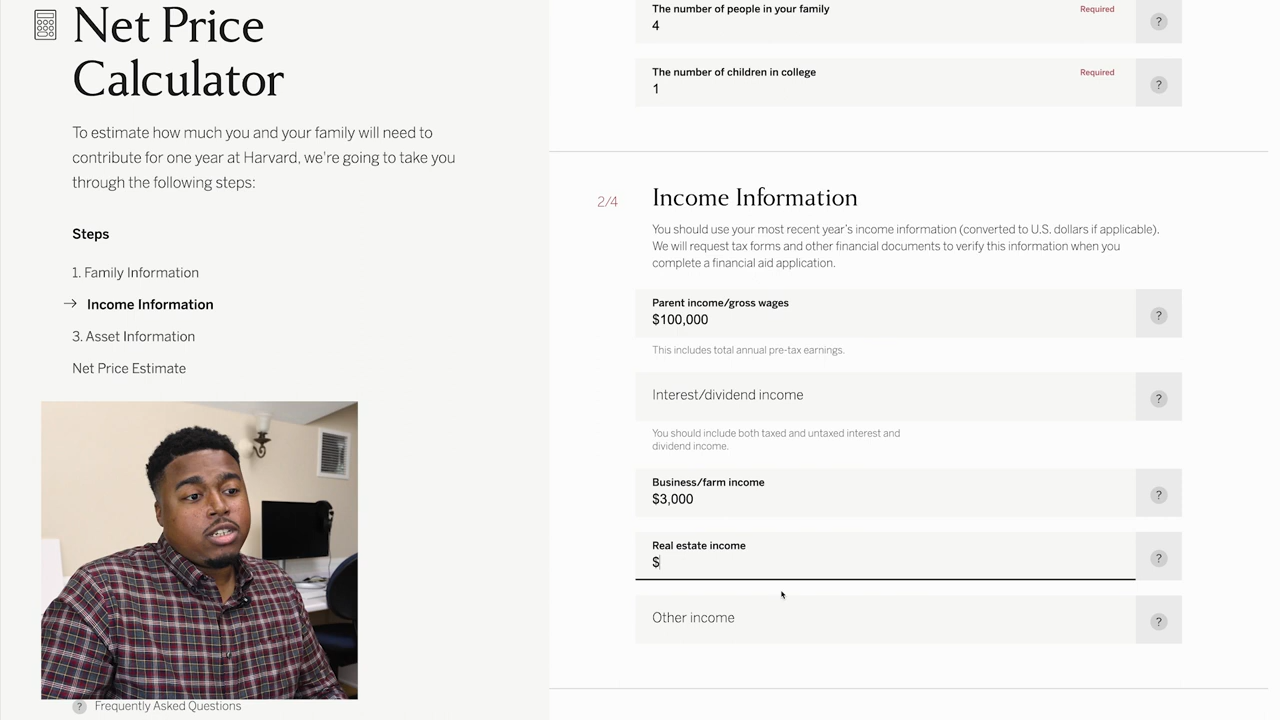 Net Price
Calculator
To estimate how much you and your family will need to
contribute for one year at Harvard, we're going to take you
through the following steps:
Steps
1. Family Information
→ Income Information
3. Asset Information
Net Price Estimate
? Frequently Asked Questions
The number of people in your family
Required
4
?
The number of children in college
Required
1
?
2/4
Income Information
You should use your most recent year's income information (converted to U.S. dollars if applicable).
We will request tax forms and other financial documents to verify this information when you
complete a financial aid application.
Parent income/gross wages
$100,000
?
This includes total annual pre-tax earnings.
Interest/dividend income
?
You should include both taxed and untaxed interest and
dividend income.
Business/farm income
$3,000
?
Real estate income
$
?
Other income
?